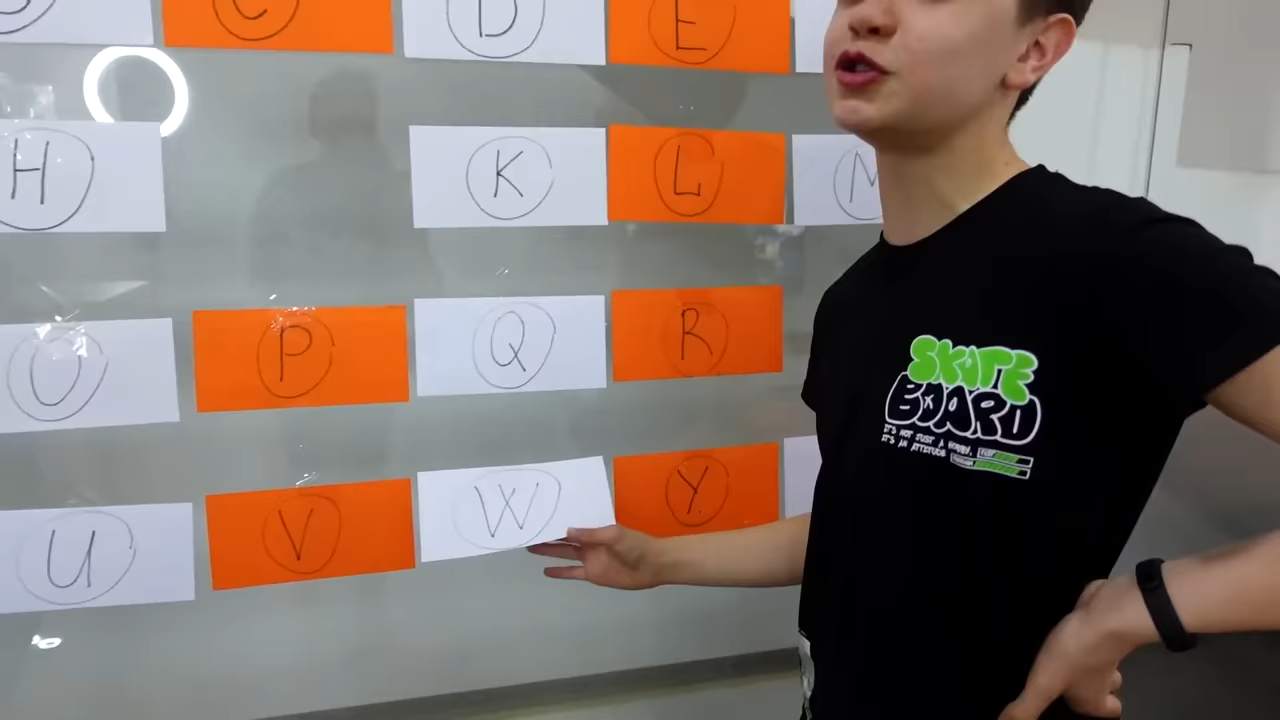 C D E
H K L N
O P Q R
U V W Y
SKATE
BOARD
IT'S NOT JUST A HOBBY,
IT'S AN ATTITUDE